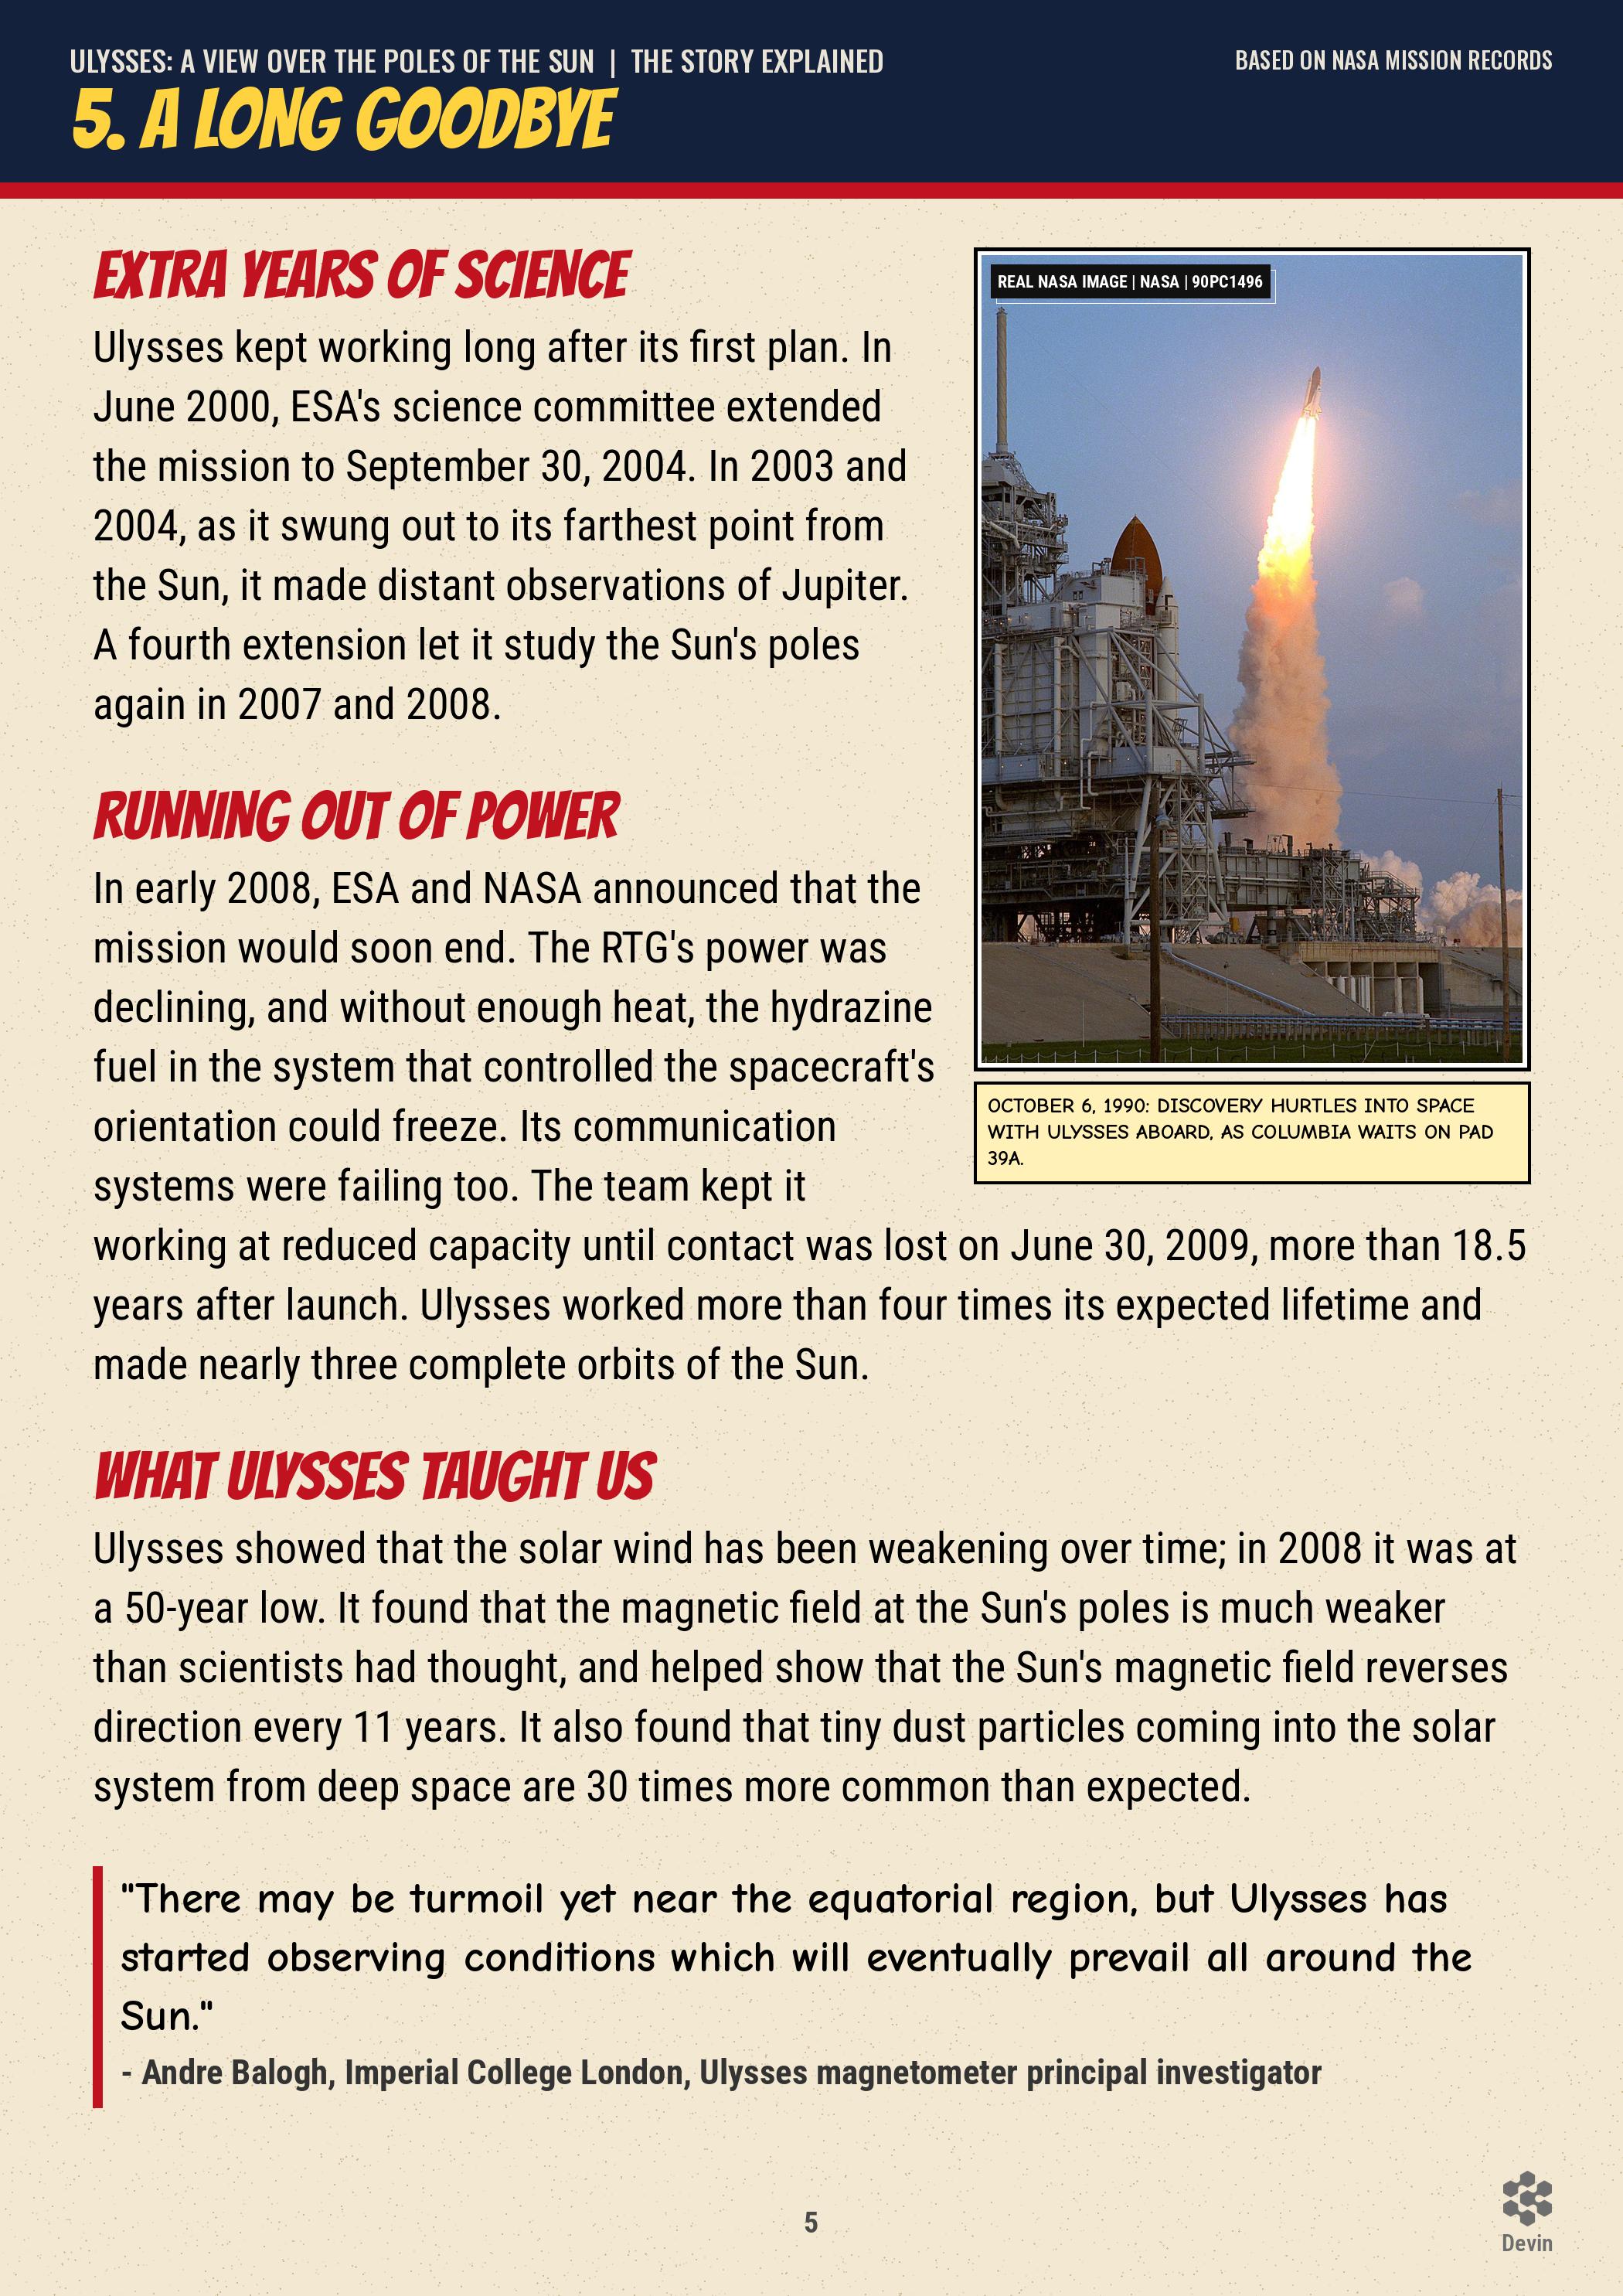 ULYSSES: A VIEW OVER THE POLES OF THE SUN | THE STORY EXPLAINED
BASED ON NASA MISSION RECORDS
5. A LONG GOODBYE
EXTRA YEARS OF SCIENCE
Ulysses kept working long after its first plan. In
June 2000, ESA's science committee extended
the mission to September 30, 2004. In 2003 and
2004, as it swung out to its farthest point from
the Sun, it made distant observations of Jupiter.
A fourth extension let it study the Sun's poles
again in 2007 and 2008.
REAL NASA IMAGE | NASA | 90PC1496
OCTOBER 6, 1990: DISCOVERY HURTLES INTO SPACE
WITH ULYSSES ABOARD, AS COLUMBIA WAITS ON PAD
39A.
RUNNING OUT OF POWER
In early 2008, ESA and NASA announced that the
mission would soon end. The RTG's power was
declining, and without enough heat, the hydrazine
fuel in the system that controlled the spacecraft's
orientation could freeze. Its communication
systems were failing too. The team kept it
working at reduced capacity until contact was lost on June 30, 2009, more than 18.5
years after launch. Ulysses worked more than four times its expected lifetime and
made nearly three complete orbits of the Sun.
WHAT ULYSSES TAUGHT US
Ulysses showed that the solar wind has been weakening over time; in 2008 it was at
a 50-year low. It found that the magnetic field at the Sun's poles is much weaker
than scientists had thought, and helped show that the Sun's magnetic field reverses
direction every 11 years. It also found that tiny dust particles coming into the solar
system from deep space are 30 times more common than expected.
"There may be turmoil yet near the equatorial region, but Ulysses has
started observing conditions which will eventually prevail all around the
Sun."
- Andre Balogh, Imperial College London, Ulysses magnetometer principal investigator
5
Devin